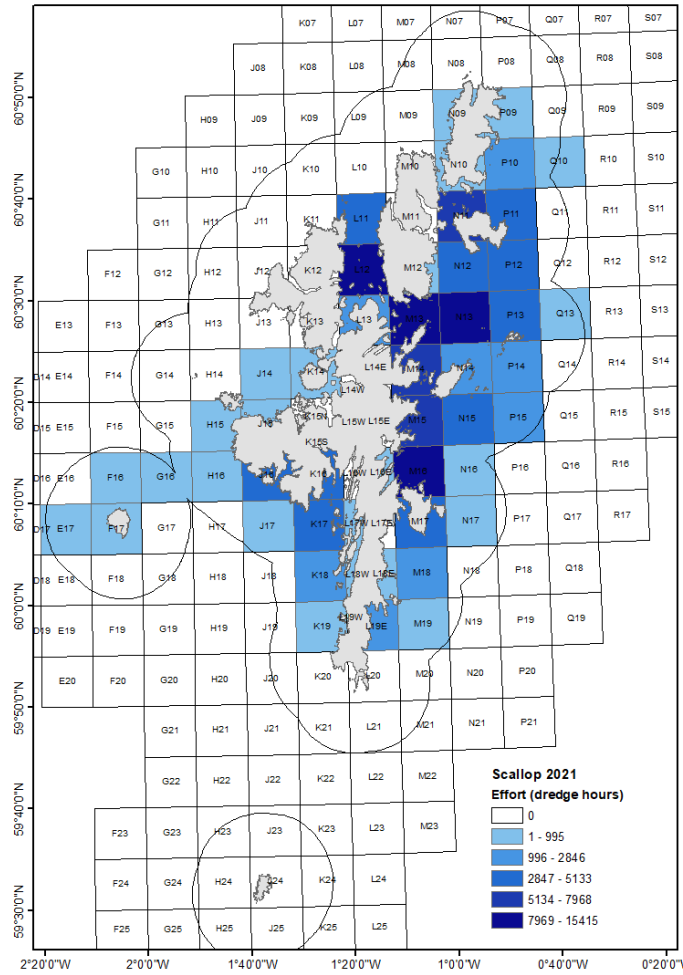 K07 L07 M07 N07 P07 Q07 R07 S07
J08 K08 L08 M08 N08 P08 Q08 R08 S08
60°50'0"N
H09 J09 K09 L09 M09 N09 P09 Q09 R09 S09
G10 H10 J10 K10 L10 M10 N10 P10 Q10 R10 S10
60°40'0"N
G11 H11 J11 K11 L11 M11 N11 P11 Q11 R11 S11
F12 G12 H12 J12 K12 L12 M12 N12 P12 Q12 R12 S12
60°30'0"N
E13 F13 G13 H13 J13 K13 L13 M13 N13 P13 Q13 R13 S13
D14 E14 F14 G14 H14 J14 K14 L14W L14E M14 N14 P14 Q14 R14 S14
60°20'0"N
D15 E15 F15 G15 H15 J15 K15N K15S L15W L15E M15 N15 P15 Q15 R15 S15
D16 E16 F16 G16 H16 J16 K16 L16W L16E M16 N16 P16 Q16 R16
60°10'0"N
D17 E17 F17 G17 H17 J17 K17 L17W L17E M17 N17 P17 Q17 R17
D18 E18 F18 G18 H18 J18 K18 L18W L18E M18 N18 P18 Q18
60°0'0"N
D19 E19 F19 G19 H19 J19 K19 L19W L19E M19 N19 P19 Q19
E20 F20 G20 H20 J20 K20 L20 M20 N20 P20
59°50'0"N
G21 H21 J21 K21 L21 M21 N21 P21
G22 H22 J22 K22 L22 M22
59°40'0"N
F23 G23 H23 J23 K23 L23 M23
F24 G24 H24 J24 K24 L24
59°30'0"N
F25 G25 H25 J25 K25 L25
Scallop 2021
Effort (dredge hours)
0
1 - 995
996 - 2846
2847 - 5133
5134 - 7968
7969 - 15415
2°20'0"W 2°0'0"W 1°40'0"W 1°20'0"W 1°0'0"W 0°40'0"W 0°20'0"W